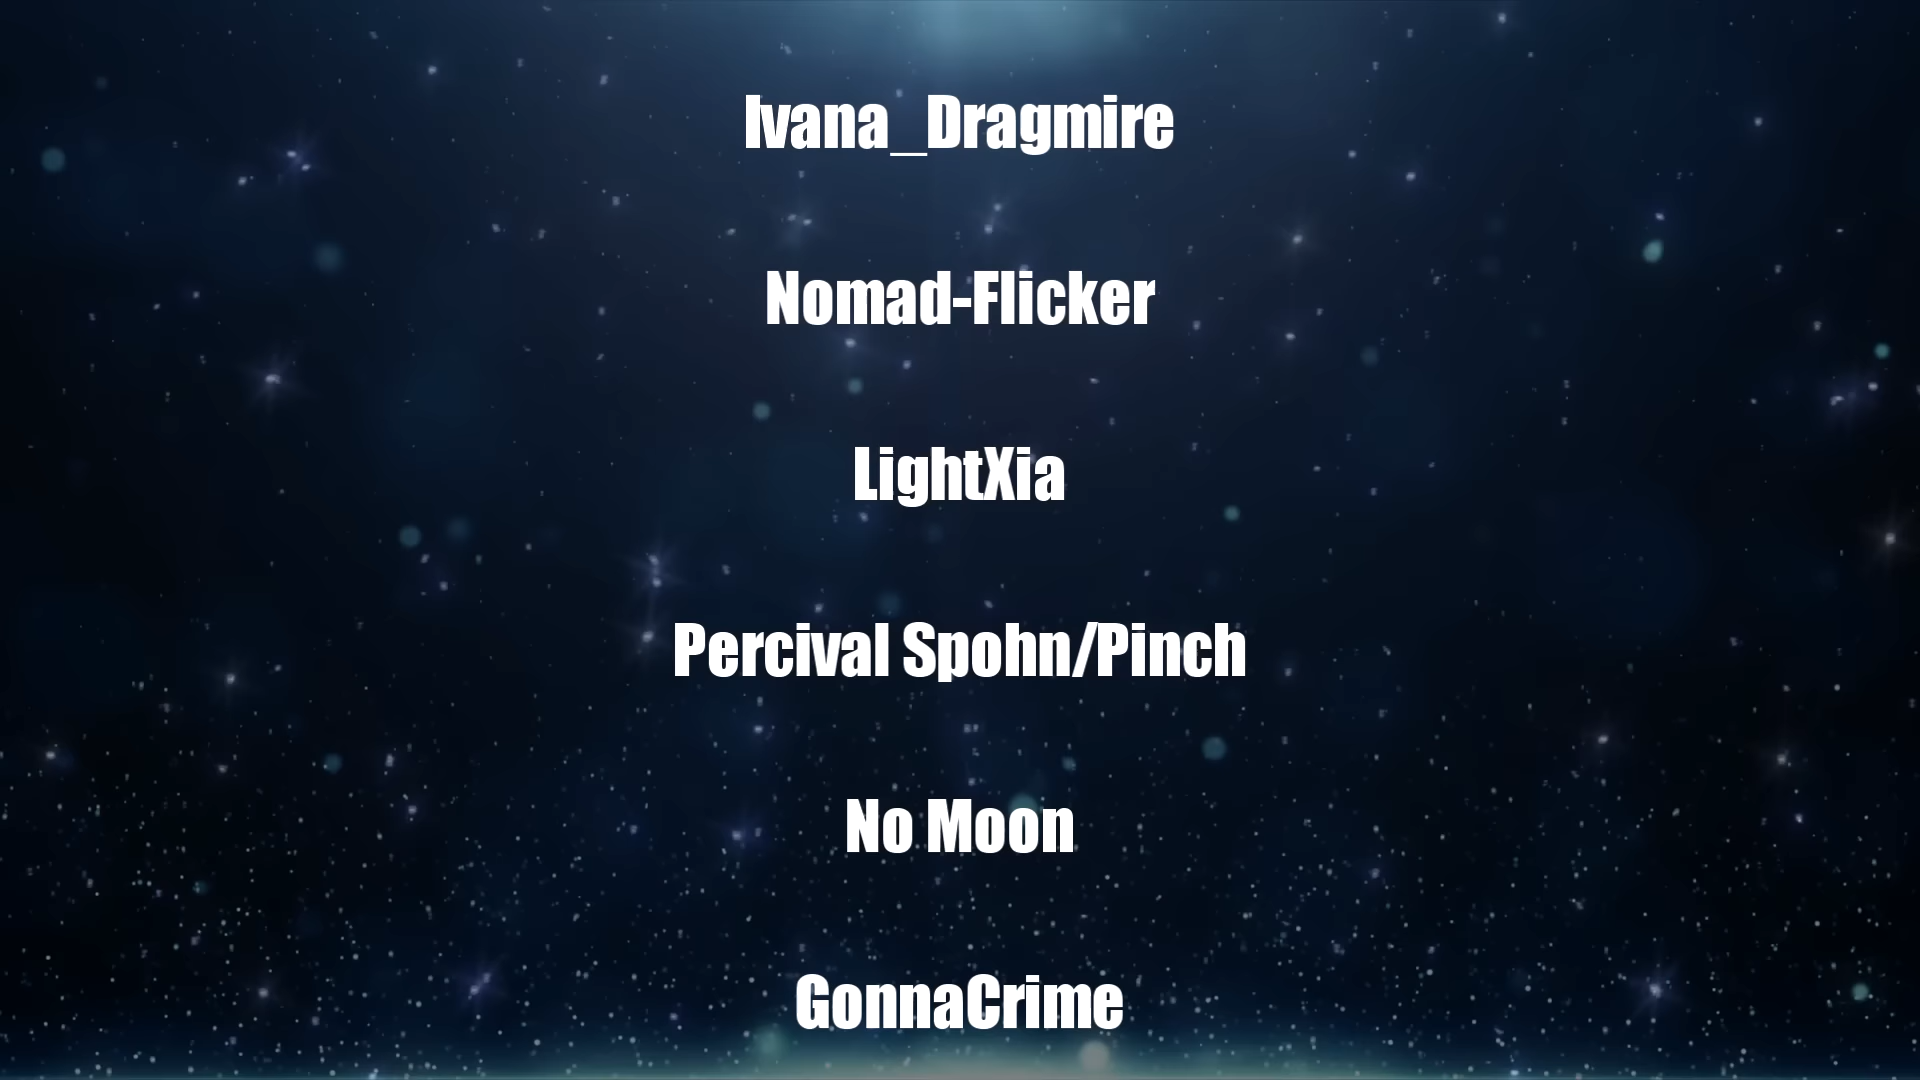 Ivana_Dragmire
Nomad-Flicker
LightXia
Percival Spohn/Pinch
No Moon
GonnaCrime